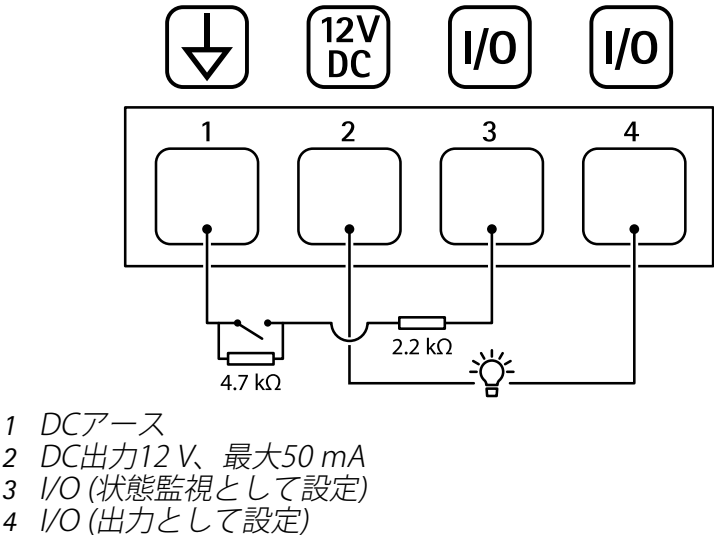 12V
DC
I/O
I/O
1
2
3
4
2.2 kΩ
4.7 kΩ
1 DCアース
2 DC出力12 V、最大50 mA
3 I/O (状態監視として設定)
4 I/O (出力として設定)